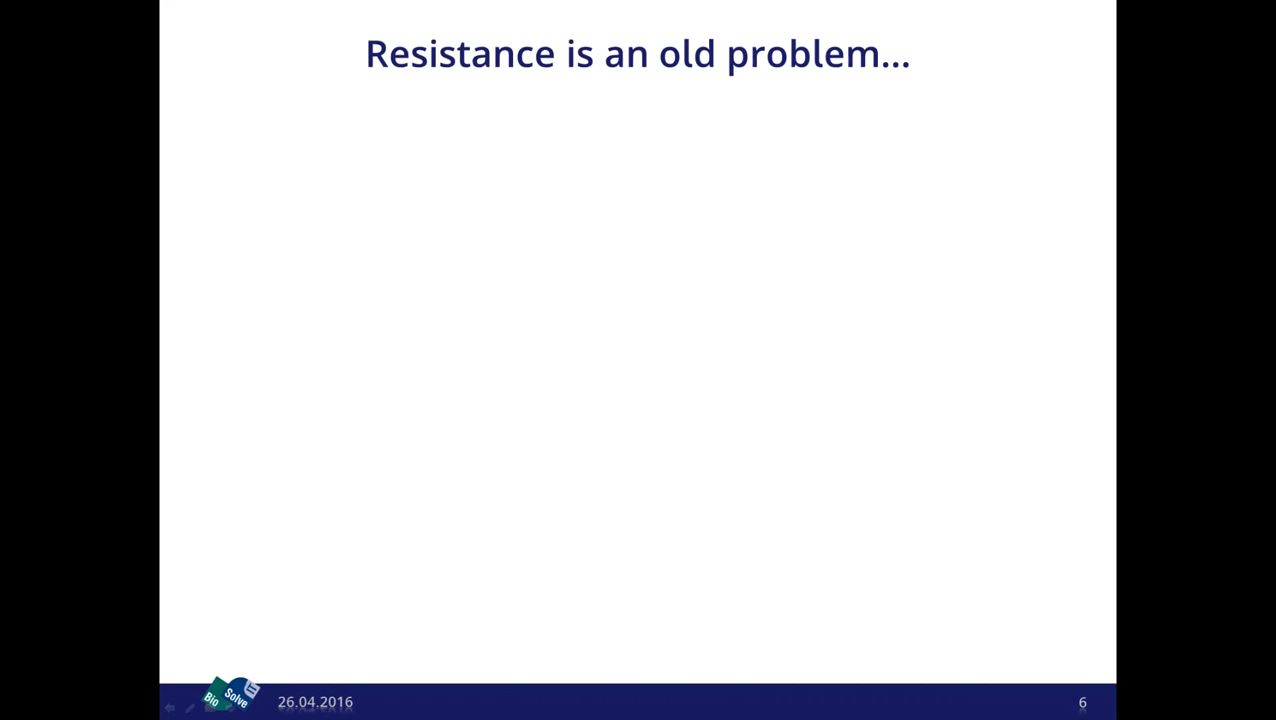 Resistance is an old problem...
Bio
Solve
26.04.2016
6